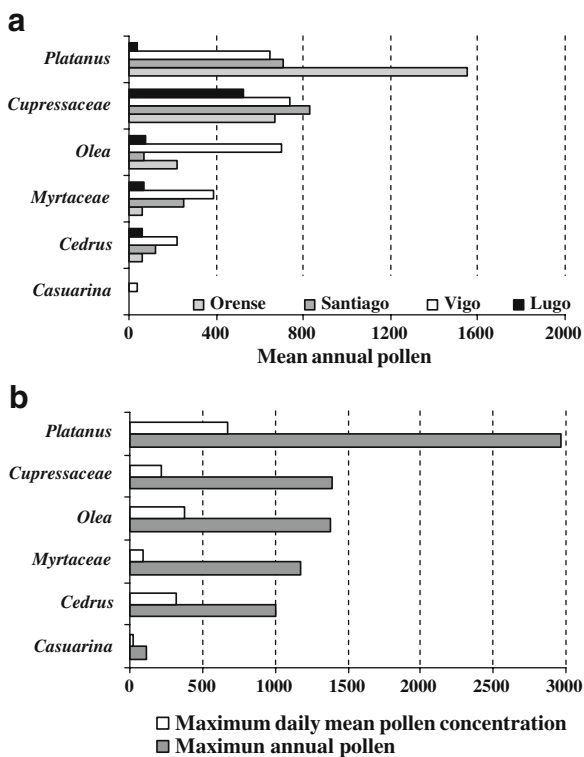 a
Platanus
Cupressaceae
Olea
Myrtaceae
Cedrus
Casuarina
Orense Santiago Vigo Lugo
0 400 800 1200 1600 2000
Mean annual pollen
b
Platanus
Cupressaceae
Olea
Myrtaceae
Cedrus
Casuarina
0 500 1000 1500 2000 2500 3000
Maximum daily mean pollen concentration
Maximun annual pollen